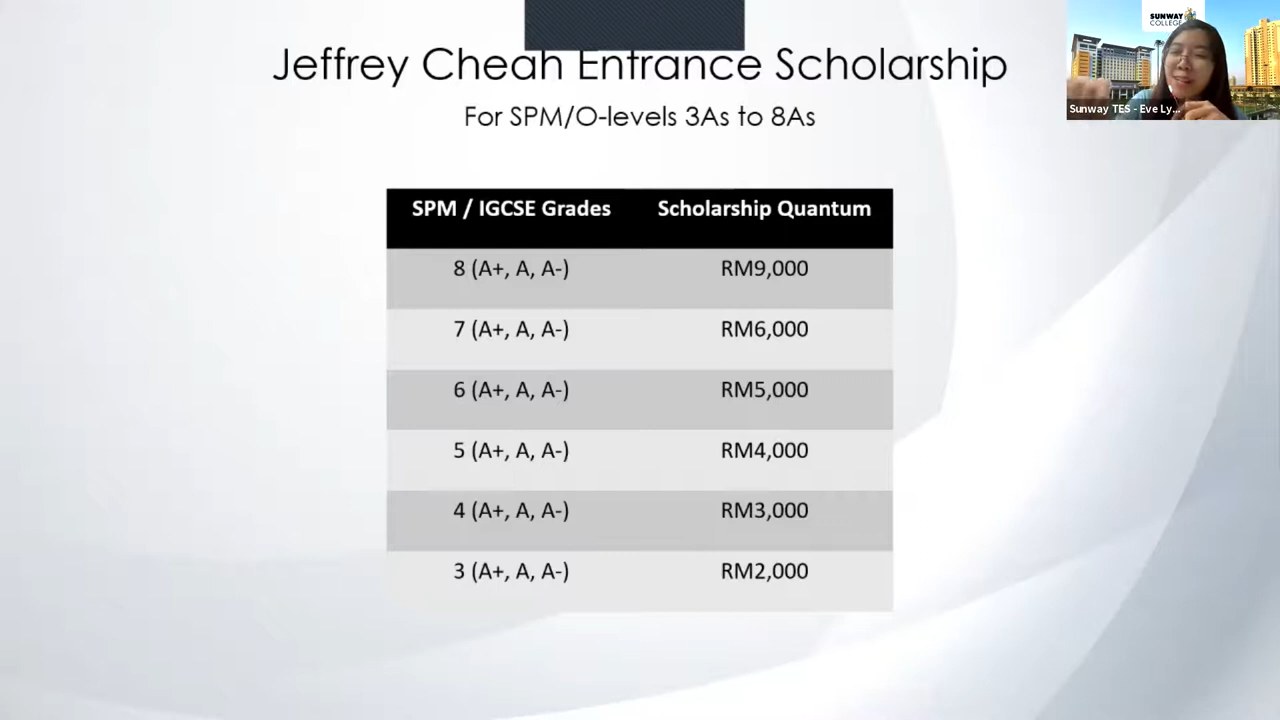 Jeffrey Cheah Entrance Scholarship
For SPM/O-levels 3As to 8As
SUNWAY
COLLEGE
Sunway TES - Eve Ly...
SPM / IGCSE Grades Scholarship Quantum
8 (A+, A, A-) RM9,000
7 (A+, A, A-) RM6,000
6 (A+, A, A-) RM5,000
5 (A+, A, A-) RM4,000
4 (A+, A, A-) RM3,000
3 (A+, A, A-) RM2,000